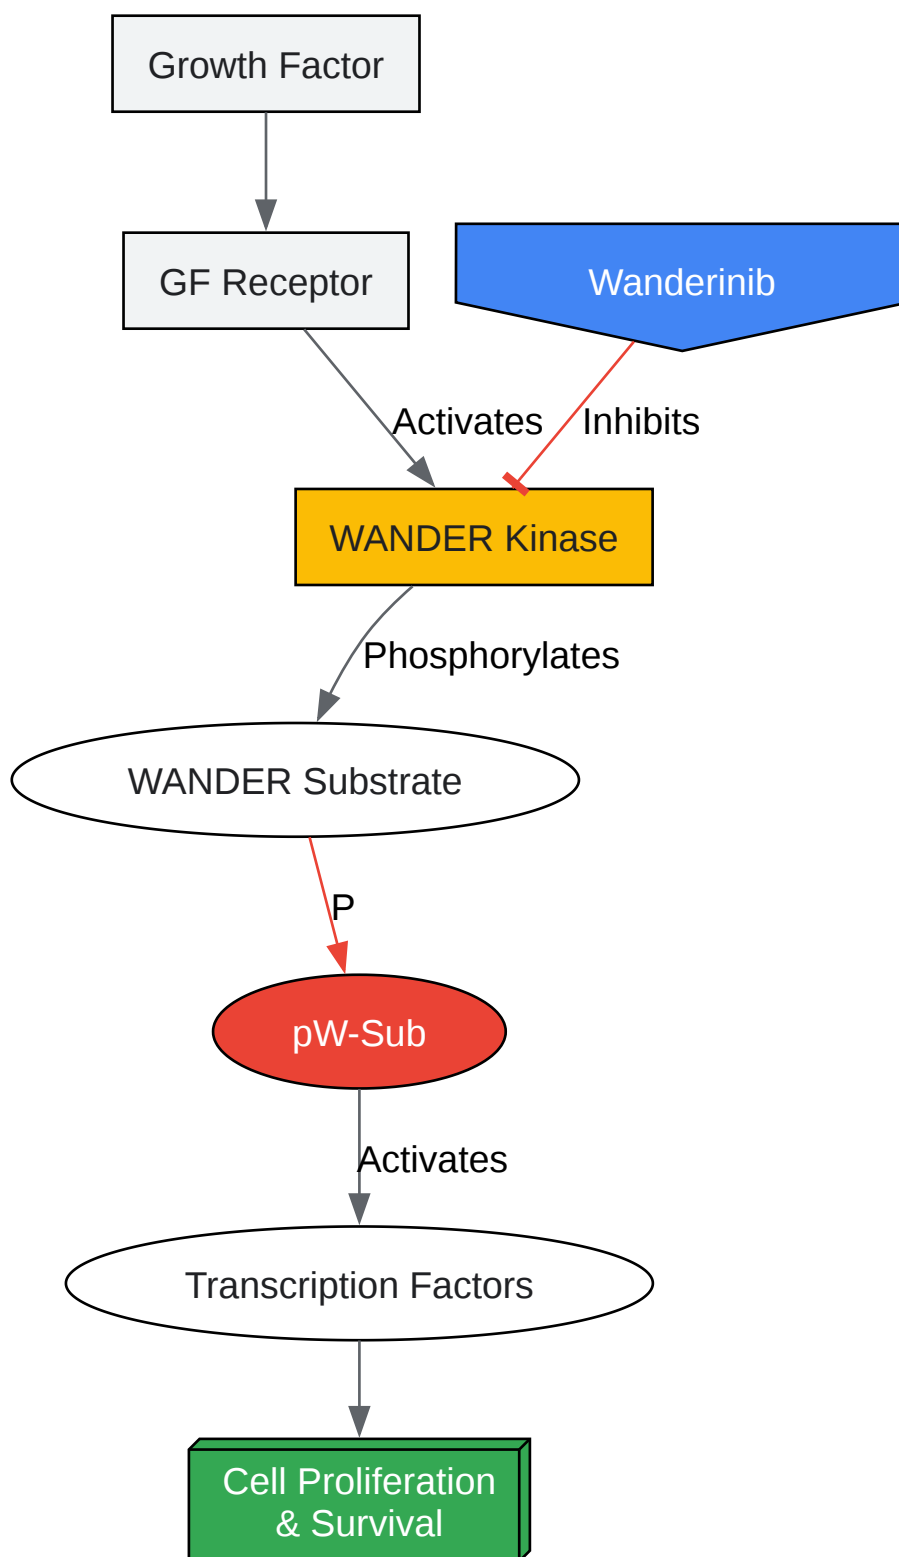 Growth Factor
GF Receptor
Wanderinib
Activates
Inhibits
WANDER Kinase
Phosphorylates
WANDER Substrate
P
pW-Sub
Activates
Transcription Factors
Cell Proliferation
& Survival